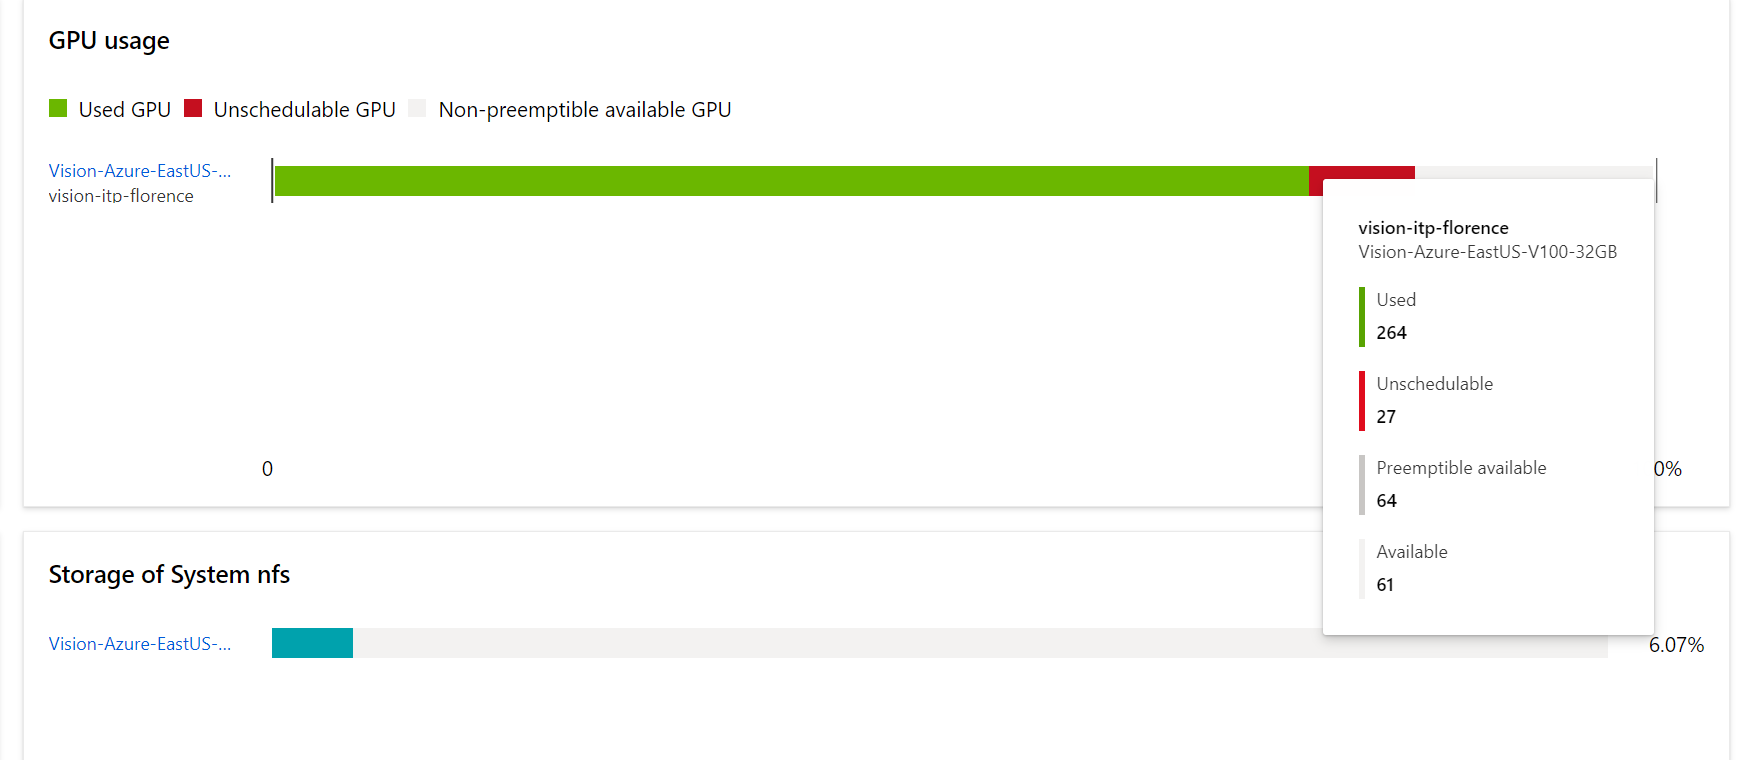 GPU usage
Used GPU Unschedulable GPU Non-preemptible available GPU
Vision-Azure-EastUS-...
vision-itp-florence
vision-itp-florence
Vision-Azure-EastUS-V100-32GB
Used
264
Unschedulable
27
Preemptible available
64
Available
61
0 0%
Storage of System nfs
Vision-Azure-EastUS-... 6.07%